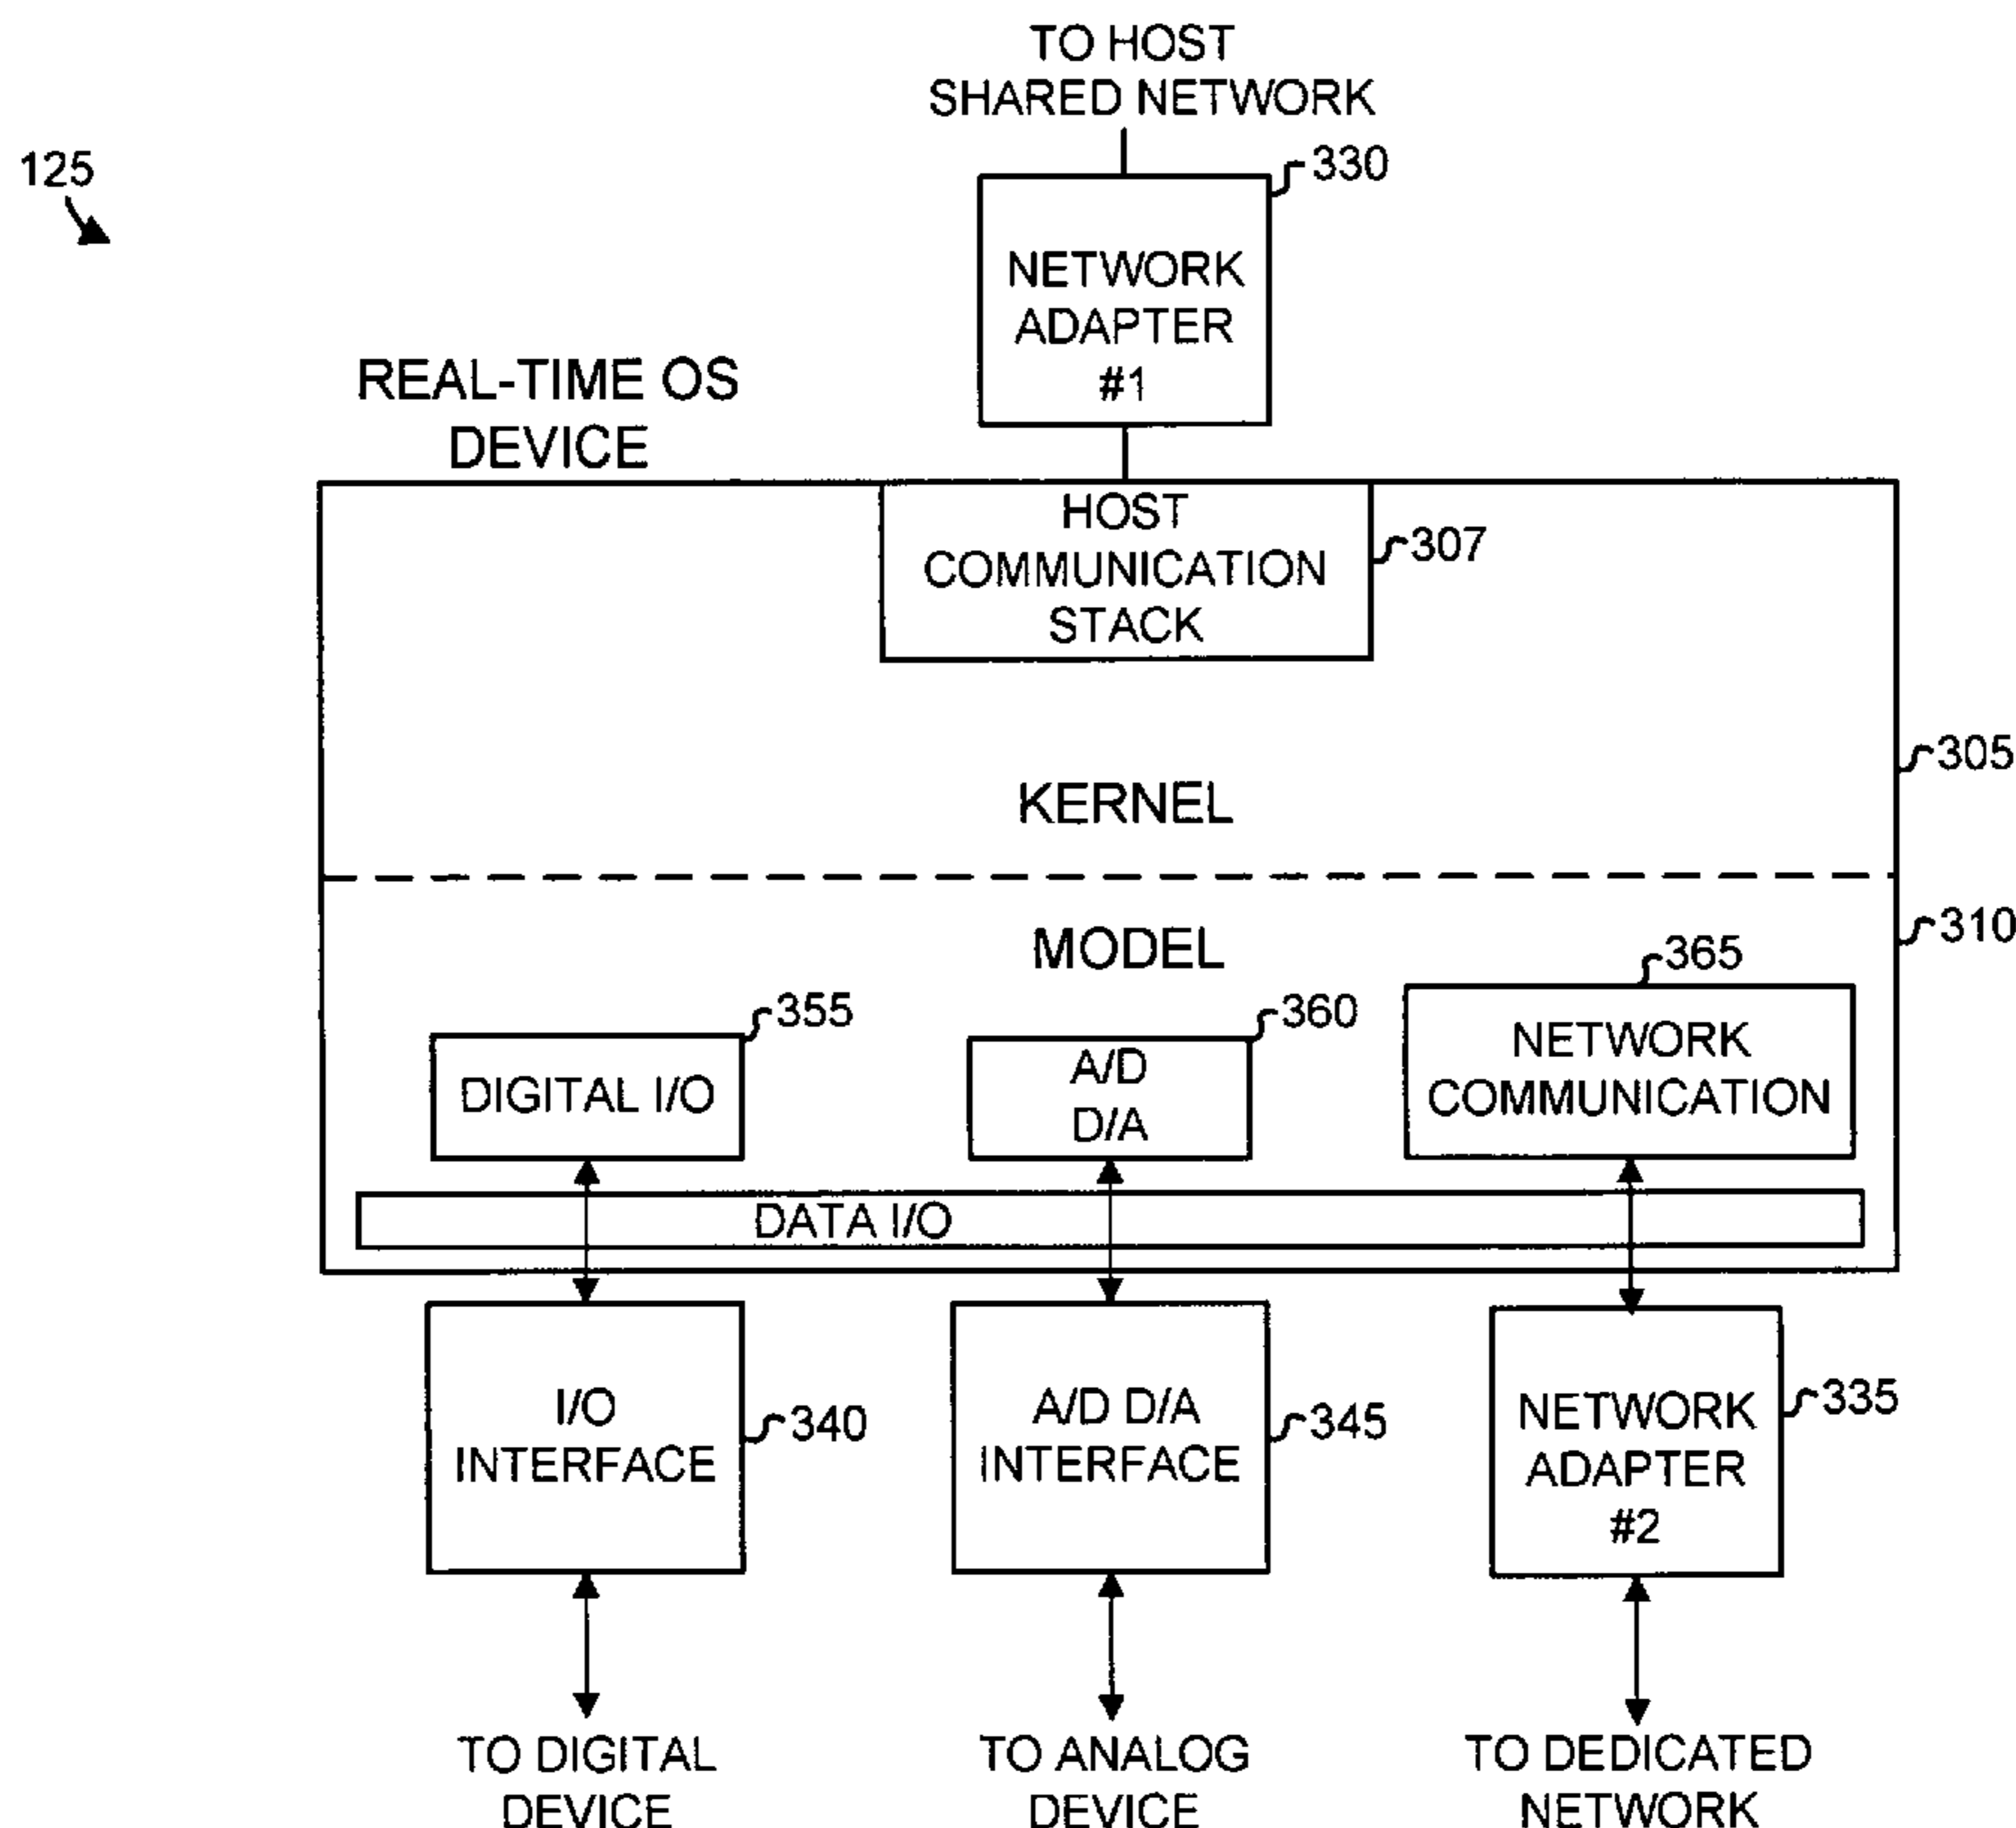 TO HOST
SHARED NETWORK
125
330
NETWORK
ADAPTER
#1
REAL-TIME OS
DEVICE
HOST
COMMUNICATION
STACK
307
305
KERNEL
310
MODEL
365
355
360
NETWORK
COMMUNICATION
DIGITAL I/O
A/D
D/A
DATA I/O
I/O
INTERFACE
340
A/D D/A
INTERFACE
345
NETWORK
ADAPTER
#2
335
TO DIGITAL
DEVICE
TO ANALOG
DEVICE
TO DEDICATED
NETWORK